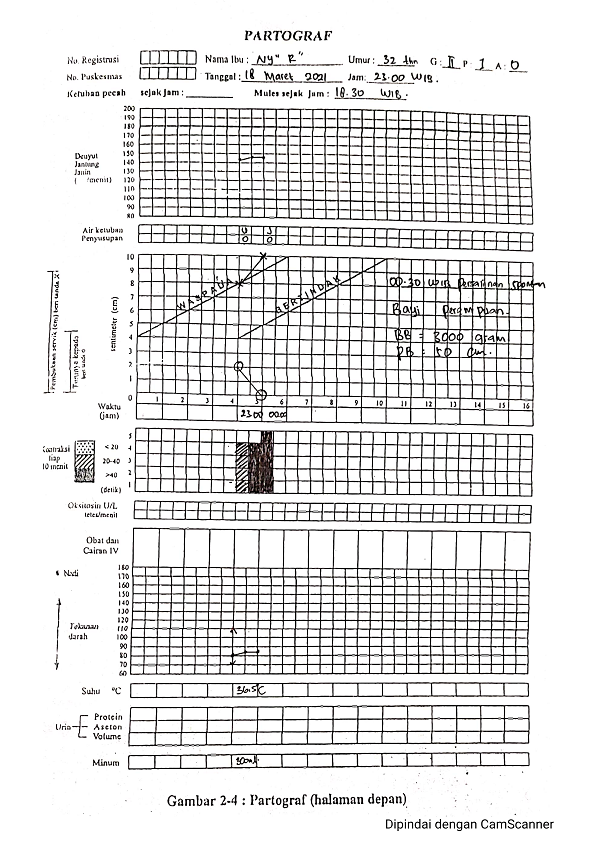 PARTOGRAF
No. Registrusi Nama Ibu : NY" R" Umur : 32 thn G : II P : 1 A : 0
No. Puskesmas Tanggal : 18 Maret 2021 Jam: 23.00 WIB.
Ketuban pecah sejak jam : Mules sejak Jam : 18.30 WIB.
200
190
180
170
160
150
140
130
120
110
100
90
80
Denyut
Jantung
Janin
( /menit)
Air ketuban U J
Penyusupan 0 0
Pembukaan servik (cm) beri tanda X
Turunnya kepada
beri tanda 0
sentimeter (cm)
10
9
8
7
6
5
4
3
2
1
0
WASPADA
BERTINDAK
00.30 WIB Persalinan spontan
Bayi perempuan.
BB = 3000 gram
PB = 50 cm.
1 2 3 4 5 6 7 8 9 10 11 12 13 14 15 16
Waktu
(jam)
23.00 00.00
Kontraksi
tiap
10 menit
< 20
20-40
>40
(detik)
5
4
3
2
1
Oksitosin U/L
tetes/menit
Obat dan
Cairan IV
Nadi
Tekanan
darah
180
170
160
150
140
130
120
110
100
90
80
70
60
Suhu °C 36.5°C
Urin
Protein
Aseton
Volume
Minum 200ml
Gambar 2-4 : Partograf (halaman depan)
Dipindai dengan CamScanner